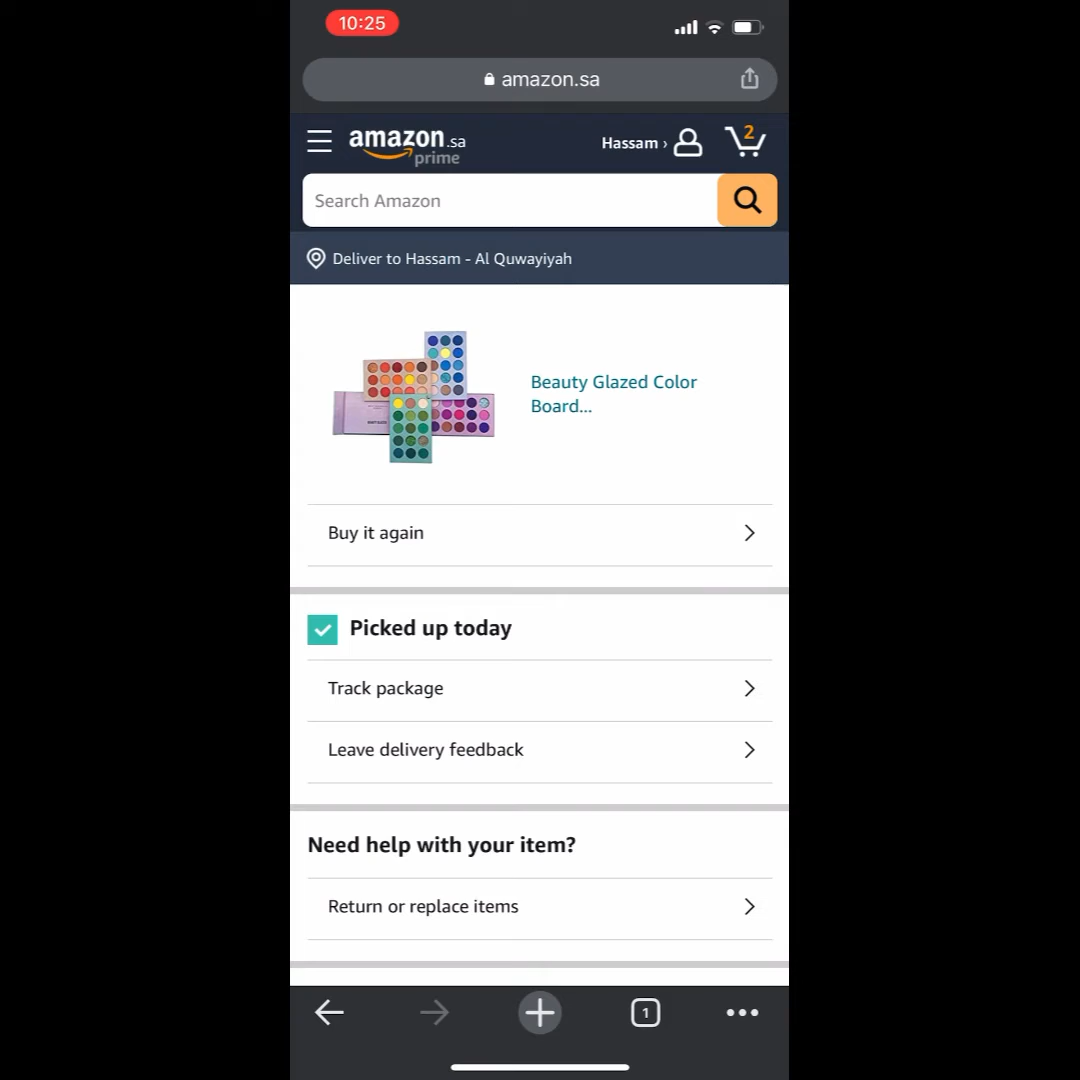 10:25
amazon.sa
amazon.sa
prime
Hassam ›
2
Search Amazon
Deliver to Hassam - Al Quwayiyah
Beauty Glazed Color
Board...
Buy it again
Picked up today
Track package
Leave delivery feedback
Need help with your item?
Return or replace items
1